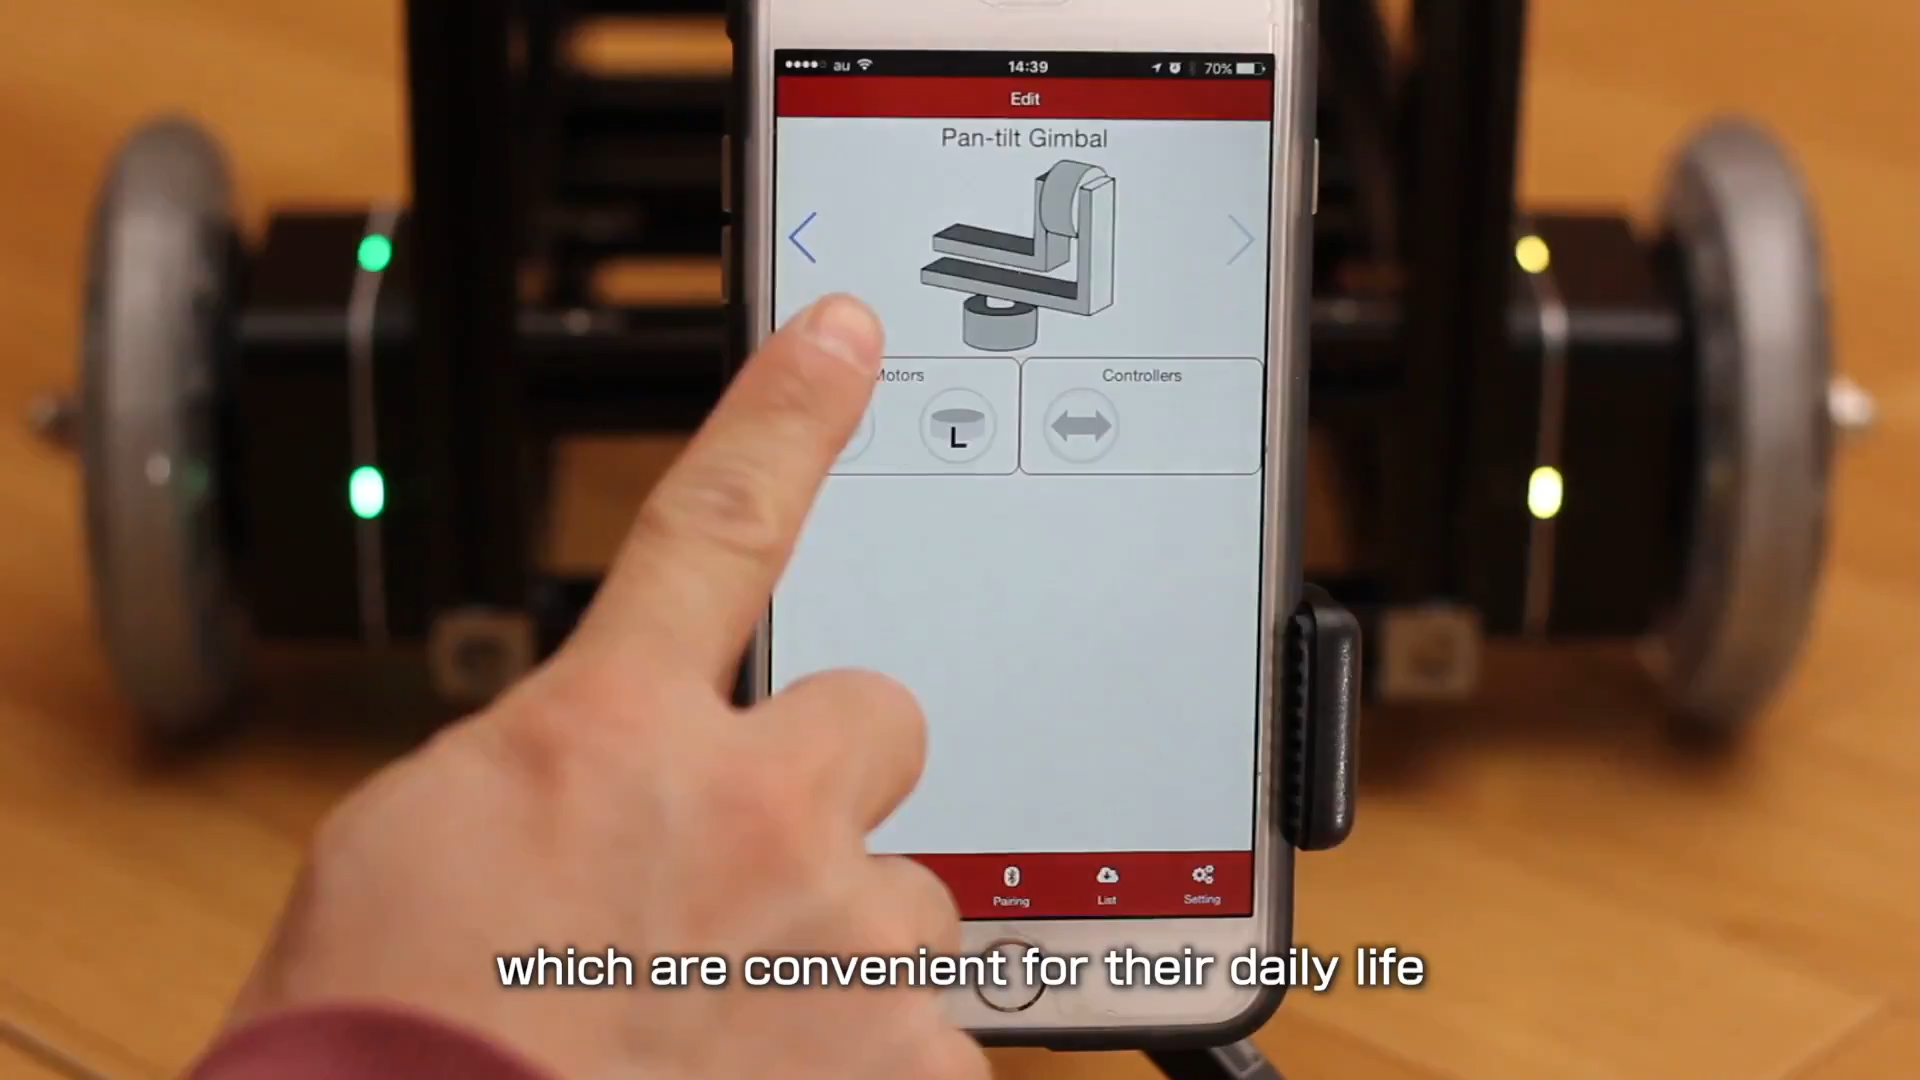 au 14:39 70%
Edit
Pan-tilt Gimbal
Motors Controllers
L
Pairing List Setting
which are convenient for their daily life